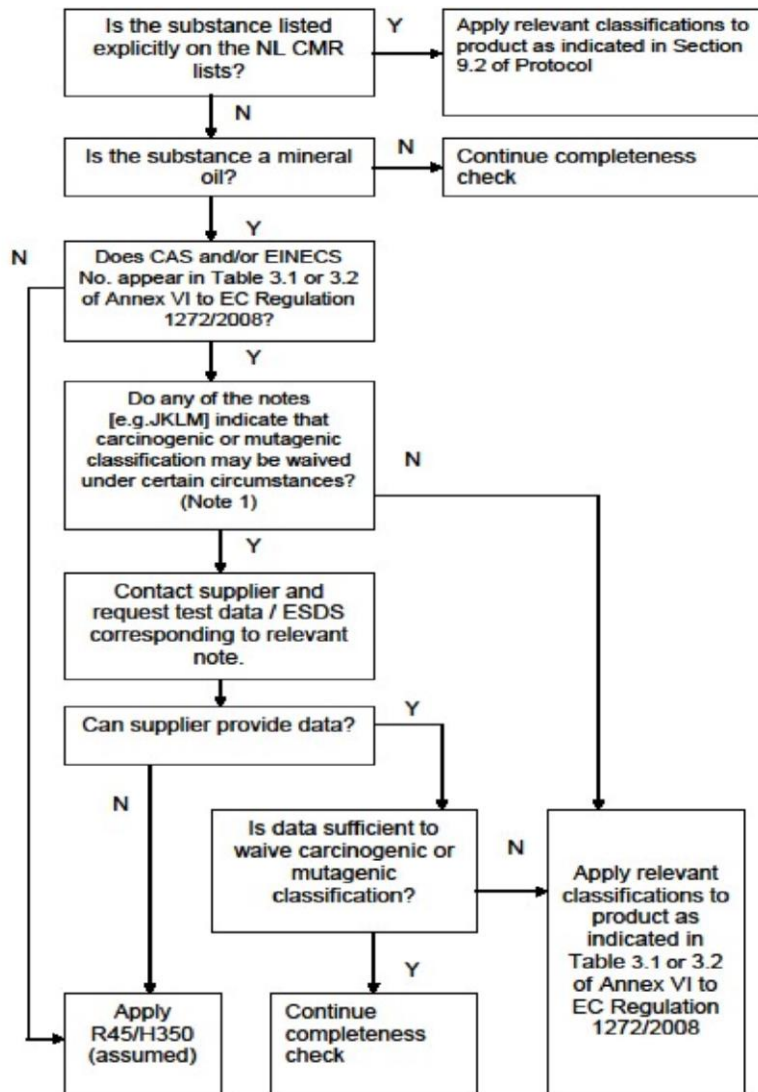 Is the substance listed
explicitly on the NL CMR
lists?
Y
Apply relevant classifications to
product as indicated in Section
9.2 of Protocol
N
Is the substance a mineral
oil?
N
Continue completeness
check
Y
N
Does CAS and/or EINECS
No. appear in Table 3.1 or 3.2
of Annex VI to EC Regulation
1272/2008?
Y
Do any of the notes
[e.g.JKLM] indicate that
carcinogenic or mutagenic
classification may be waived
under certain circumstances?
(Note 1)
N
Y
Contact supplier and
request test data / ESDS
corresponding to relevant
note.
Can supplier provide data?
Y
N
Is data sufficient to
waive carcinogenic or
mutagenic
classification?
N
Apply relevant
classifications to
product as
indicated in
Table 3.1 or 3.2
of Annex VI to
EC Regulation
1272/2008
Y
Apply
R45/H350
(assumed)
Continue
completeness
check